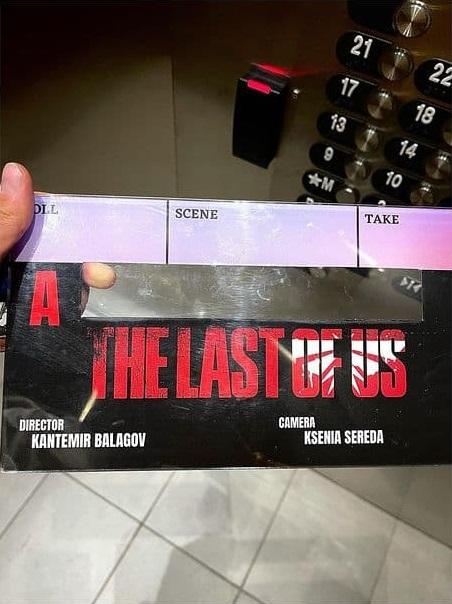 21
22
17
18
13
14
9
10
★M
SCENE
TAKE
A
THE LAST OF US
DIRECTOR
KANTEMIR BALAGOV
CAMERA
KSENIA SEREDA